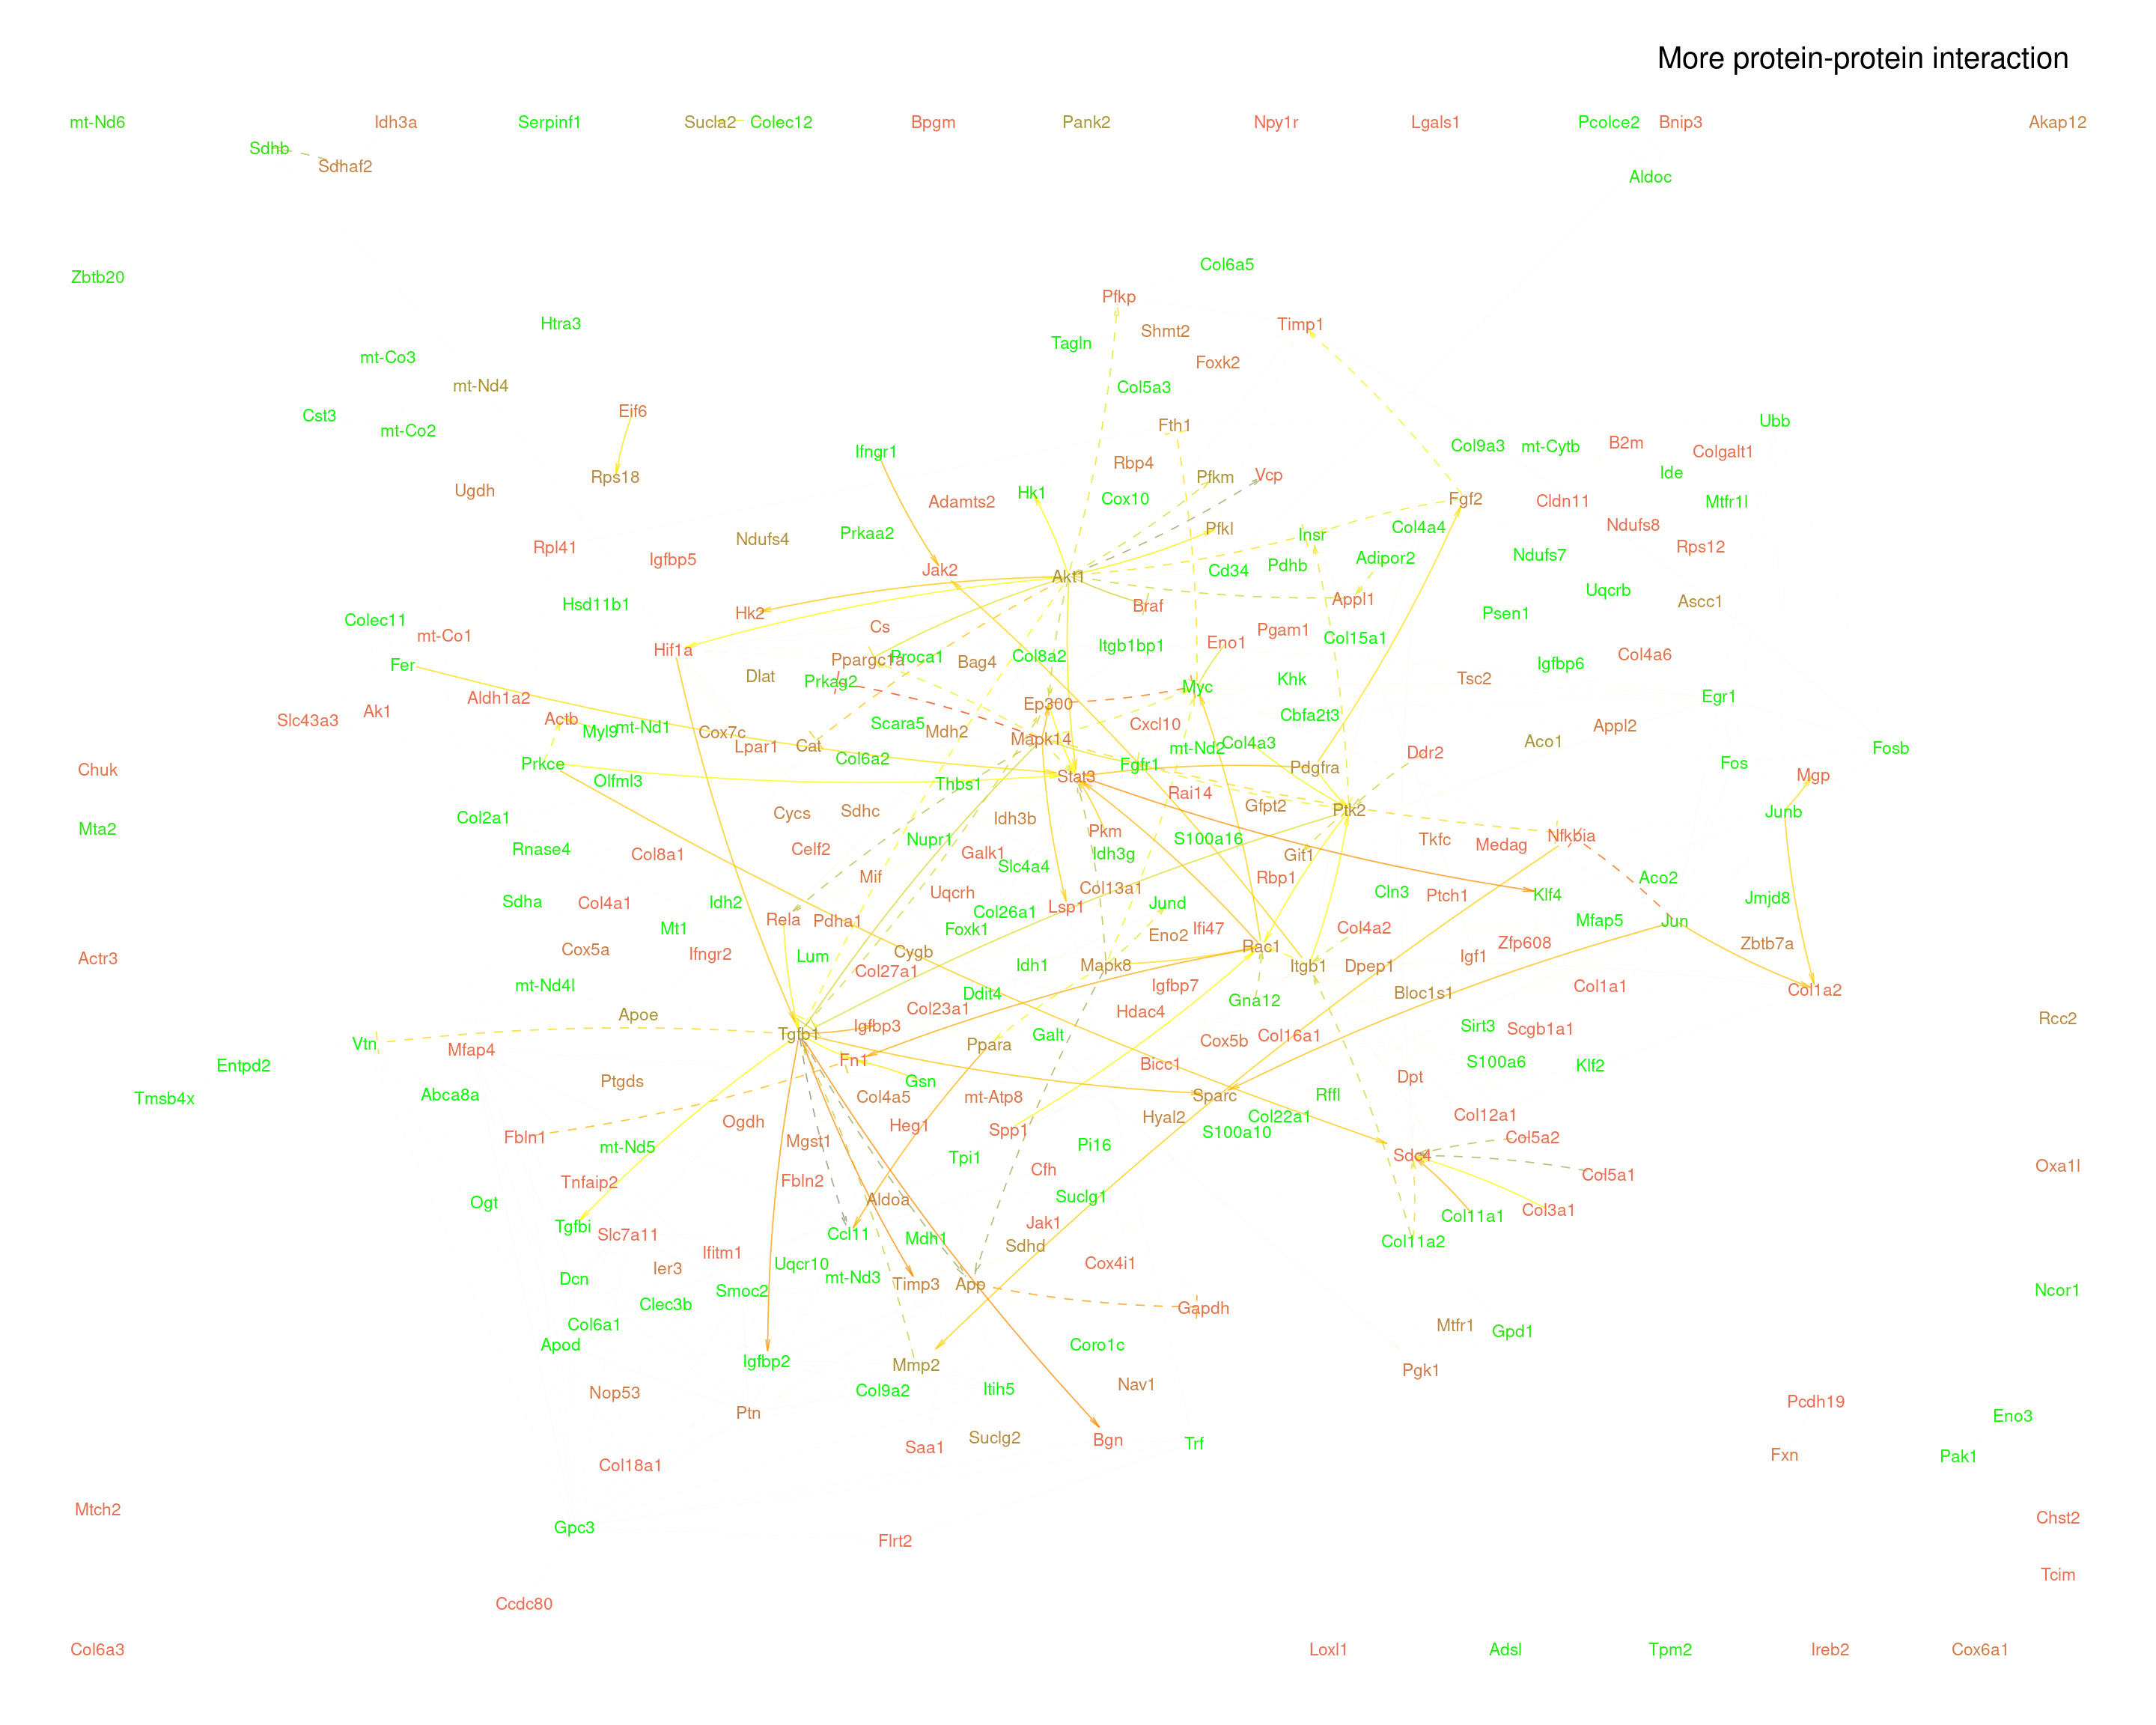 More protein-protein interaction
mt-Nd6
Idh3a
Serpinf1
Sucla2
Colec12
Bpgm
Pank2
Npy1r
Lgals1
Pcolce2
Bnip3
Akap12
Sdhb
Sdhaf2
Aldoc
Col6a5
Zbtb20
Pfkp
Htra3
Timp1
Shmt2
Tagln
mt-Co3
Foxk2
mt-Nd4
Col5a3
Eif6
Cst3
Ubb
Fth1
mt-Co2
B2m
Col9a3
mt-Cytb
Ifngr1
Colgalt1
Rbp4
Ide
Vcp
Rps18
Pfkm
Ugdh
Hk1
Cox10
Fgf2
Adamts2
Cldn11
Mtfr1l
Ndufs8
Col4a4
Pfkl
Prkaa2
Insr
Ndufs4
Rpl41
Rps12
Ndufs7
Igfbp5
Adipor2
Pdhb
Jak2
Cd34
Akt1
Uqcrb
Hsd11b1
Braf
Appl1
Ascc1
Hk2
Psen1
Colec11
Cs
Pgam1
mt-Co1
Col15a1
Eno1
Itgb1bp1
Hif1a
Col8a2
Proca1
Col4a6
Ppargc1a
Bag4
Fer
Igfbp6
Dlat
Prkag2
Khk
Tsc2
Myc
Aldh1a2
Egr1
Ep300
Ak1
Slc43a3
Actb
Cbfa2t3
Scara5
Cxcl10
Appl2
mt-Nd1
Myl9
Cox7c
Mdh2
Mapk14
Aco1
Col4a3
Lpar1
Cat
mt-Nd2
Fosb
Ddr2
Col6a2
Prkce
Fgfr1
Fos
Pdgfra
Chuk
Stat3
Mgp
Olfml3
Thbs1
Rai14
Gfpt2
Ptk2
Sdhc
Cycs
Junb
Col2a1
Idh3b
Mta2
Pkm
Nfkbia
Nupr1
S100a16
Tkfc
Medag
Rnase4
Celf2
Galk1
Idh3g
Col8a1
Git1
Slc4a4
Mif
Rbp1
Aco2
Col13a1
Uqcrh
Cln3
Ptch1
Klf4
Jmjd8
Sdha
Col4a1
Idh2
Lsp1
Jund
Col26a1
Rela
Pdha1
Mfap5
Jun
Mt1
Foxk1
Ifi47
Col4a2
Eno2
Zbtb7a
Zfp608
Rac1
Cox5a
Cygb
Ifngr2
Lum
Igf1
Actr3
Idh1
Mapk8
Itgb1
Dpep1
Col27a1
mt-Nd4l
Igfbp7
Col1a1
Col1a2
Ddit4
Bloc1s1
Gna12
Col23a1
Hdac4
Apoe
Rcc2
Igfbp3
Sirt3
Scgb1a1
Tgfb1
Galt
Col16a1
Vtn
Ppara
Cox5b
Mfap4
Fn1
Entpd2
Bicc1
S100a6
Klf2
Ptgds
Gsn
Dpt
Abca8a
Tmsb4x
Col4a5
mt-Atp8
Sparc
Rffl
Hyal2
Col22a1
Col12a1
Ogdh
Heg1
Spp1
S100a10
Fbln1
Mgst1
Pi16
Col5a2
mt-Nd5
Tpi1
Sdc4
Oxa1l
Cfh
Col5a1
Tnfaip2
Fbln2
Aldoa
Suclg1
Ogt
Col3a1
Col11a1
Tgfbi
Jak1
Slc7a11
Ccl11
Mdh1
Col11a2
Sdhd
Ifitm1
Uqcr10
Cox4i1
Ier3
mt-Nd3
Dcn
Timp3
App
Smoc2
Ncor1
Clec3b
Gapdh
Col6a1
Mtfr1
Gpd1
Apod
Coro1c
Igfbp2
Mmp2
Pgk1
Nav1
Col9a2
Itih5
Nop53
Pcdh19
Ptn
Eno3
Suclg2
Bgn
Trf
Saa1
Fxn
Pak1
Col18a1
Mtch2
Chst2
Gpc3
Flrt2
Tcim
Ccdc80
Col6a3
Loxl1
Adsl
Tpm2
Ireb2
Cox6a1